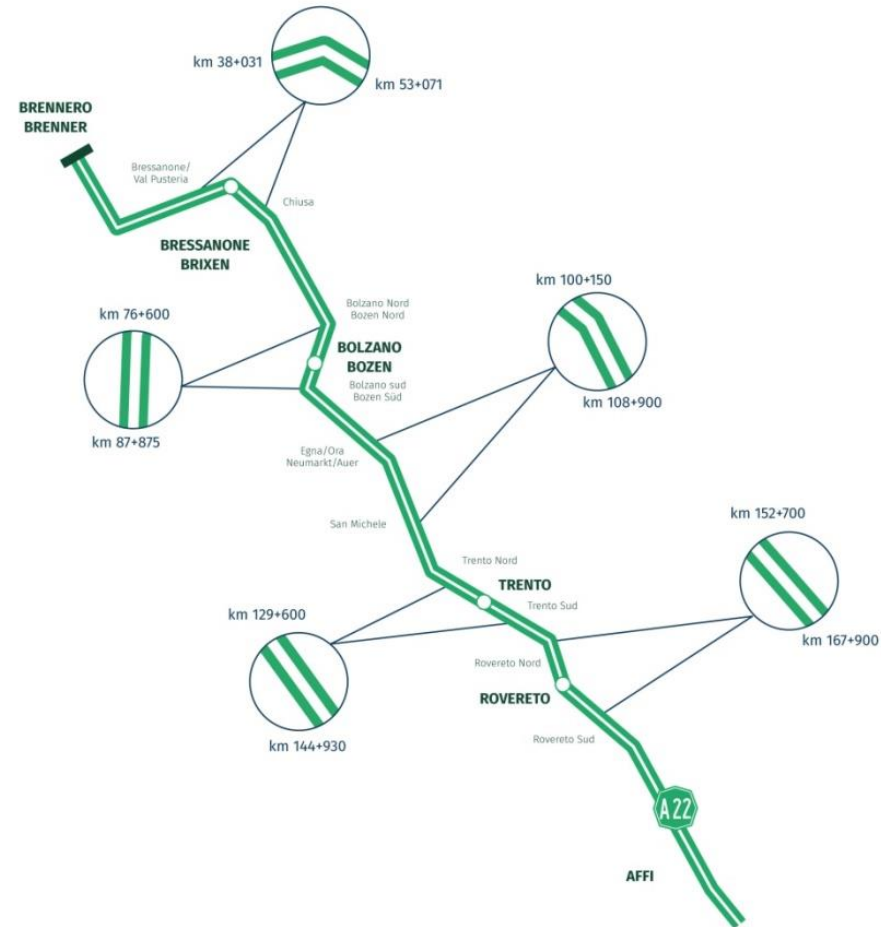 km 38+031
km 53+071
BRENNERO
BRENNER
Bressanone/
Val Pusteria
Chiusa
BRESSANONE
BRIXEN
km 100+150
km 76+600
Bolzano Nord
Bozen Nord
BOLZANO
BOZEN
Bolzano sud
Bozen Süd
km 108+900
km 87+875
Egna/Ora
Neumarkt/Auer
km 152+700
San Michele
Trento Nord
TRENTO
Trento Sud
km 129+600
km 167+900
Rovereto Nord
ROVERETO
Rovereto Sud
km 144+930
A22
AFFI